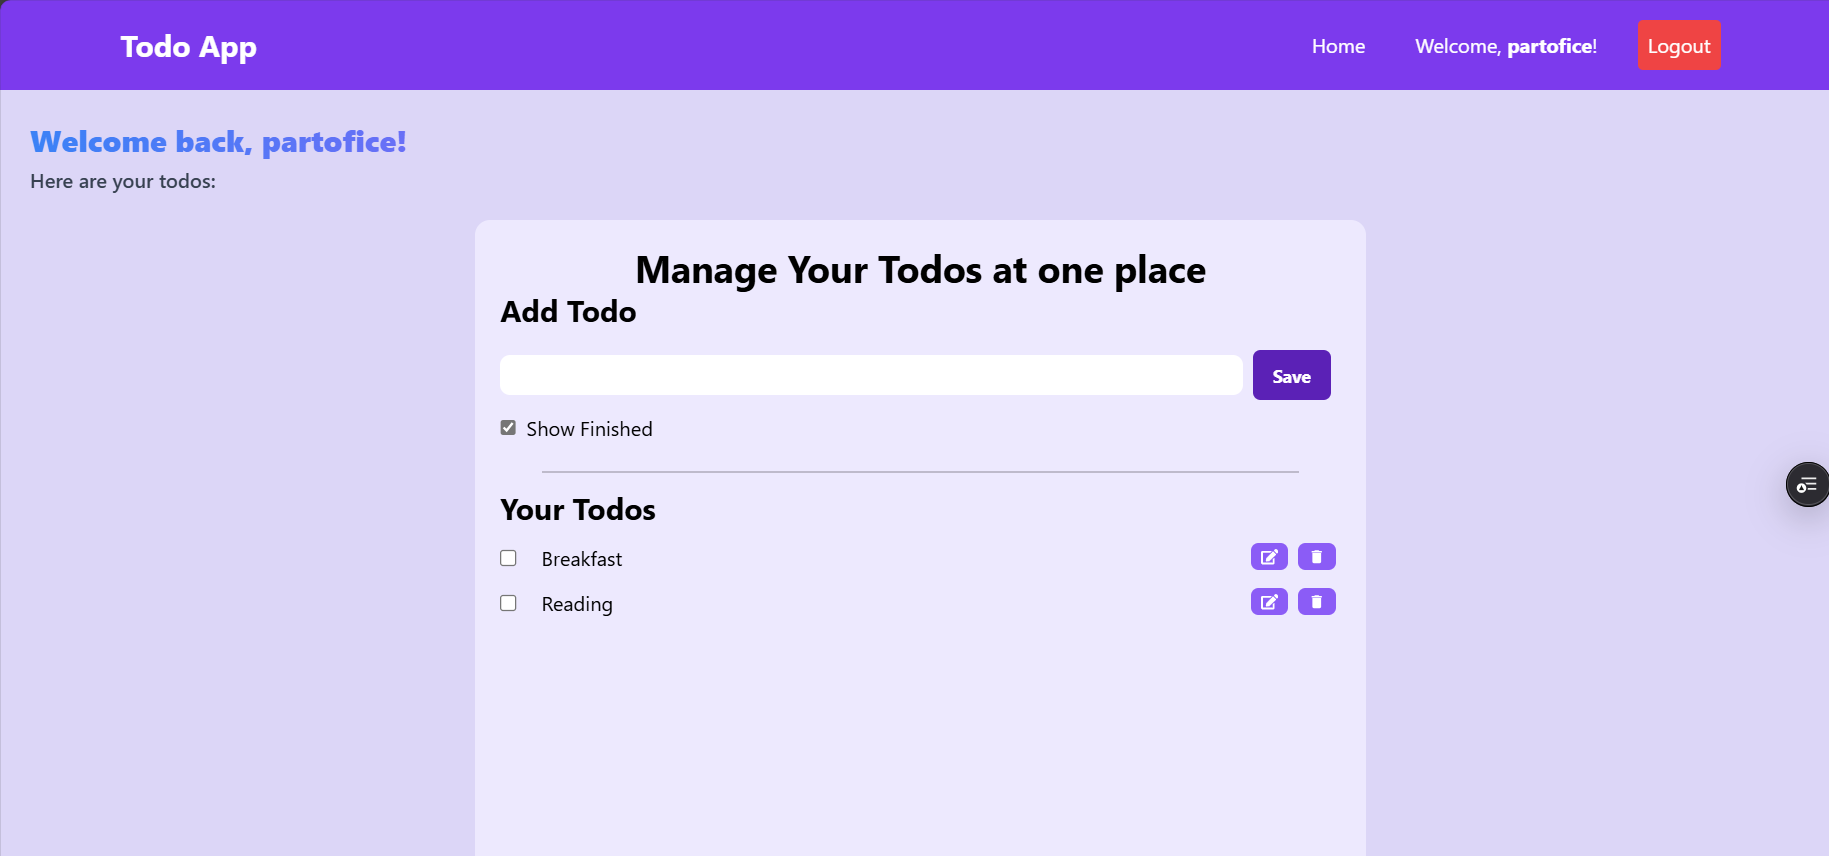 Todo App
Home
Welcome, partofice!
Logout
Welcome back, partofice!
Here are your todos:
Manage Your Todos at one place
Add Todo
Save
Show Finished
Your Todos
Breakfast
Reading